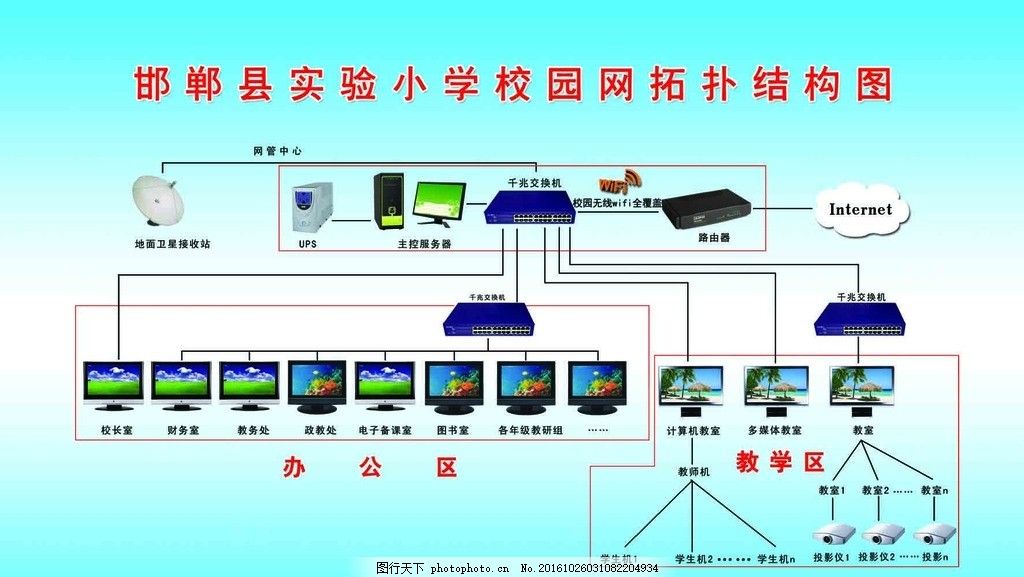 邯郸县实验小学校园网拓扑结构图
网管中心
千兆交换机
WiFi
校园无线wifi全覆盖
Internet
地面卫星接收站
UPS
主控服务器
路由器
千兆交换机
千兆交换机
校长室
财务室
教务处
政教处
电子备课室
图书室
各年级教研组
……
计算机教室
多媒体教室
教室
办公区
教学区
教师机
教室1
教室2
……
教室n
学生机1
学生机2
……
学生机n
投影仪1
投影仪2
……
投影n
图行天下 photophoto.cn No.20161026031082204934